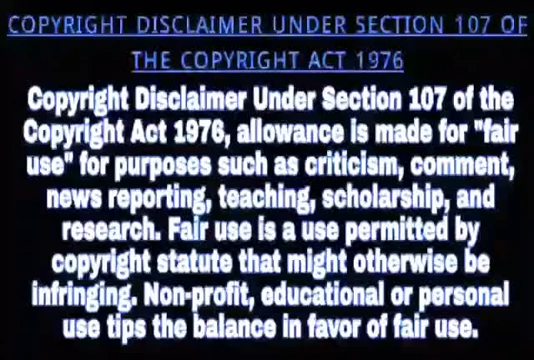 COPYRIGHT DISCLAIMER UNDER SECTION 107 OF
THE COPYRIGHT ACT 1976
Copyright Disclaimer Under Section 107 of the
Copyright Act 1976, allowance is made for "fair
use" for purposes such as criticism, comment,
news reporting, teaching, scholarship, and
research. Fair use is a use permitted by
copyright statute that might otherwise be
infringing. Non-profit, educational or personal
use tips the balance in favor of fair use.